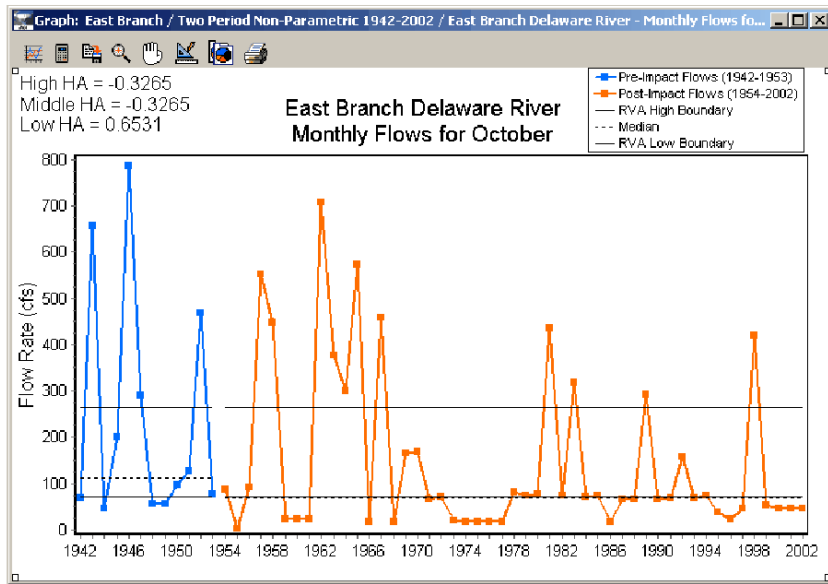 Graph: East Branch / Two Period Non-Parametric 1942-2002 / East Branch Delaware River - Monthly Flows fo...
High HA = -0.3265
Middle HA = -0.3265
Low HA = 0.6531
East Branch Delaware River
Monthly Flows for October
Pre-Impact Flows (1942-1953)
Post-Impact Flows (1954-2002)
RVA High Boundary
Median
RVA Low Boundary
Flow Rate (cfs)
800
700
600
500
400
300
200
100
0
1942 1946 1950 1954 1958 1962 1966 1970 1974 1978 1982 1986 1990 1994 1998 2002